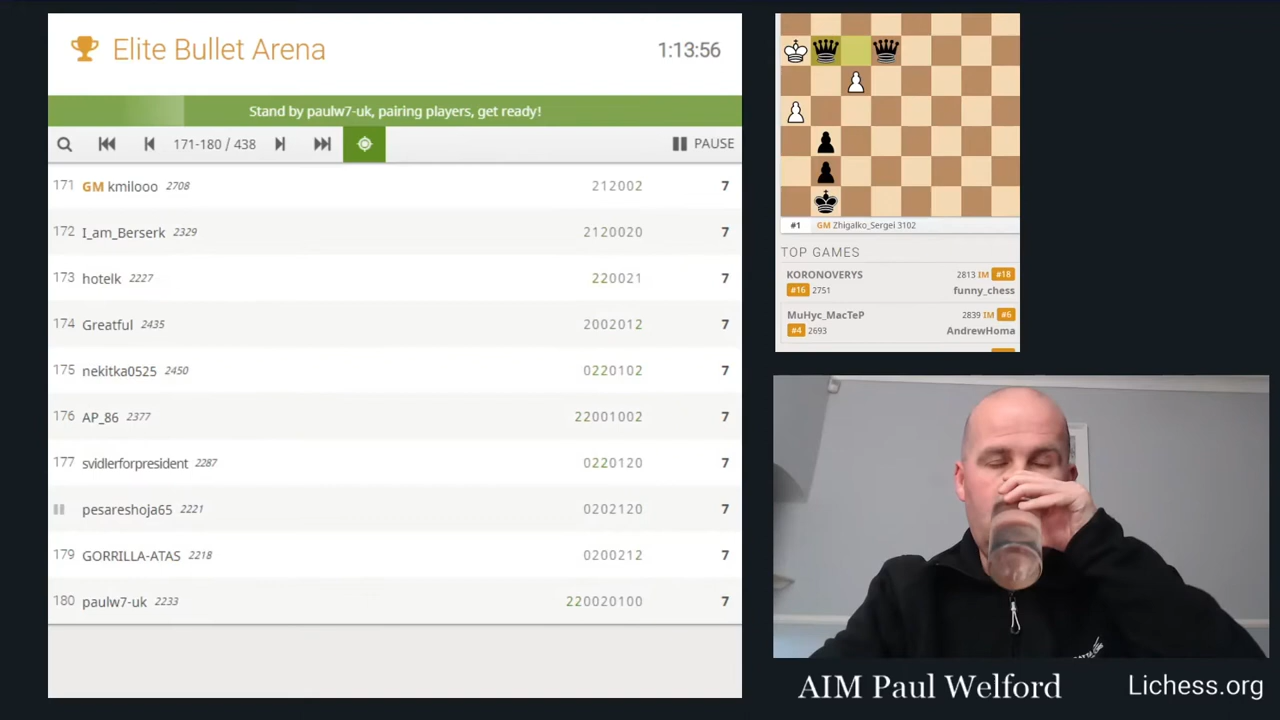 Elite Bullet Arena
1:13:56
Stand by paulw7-uk, pairing players, get ready!
171-180 / 438
PAUSE
171 GM kmilooo 2708 212002 7
172 I_am_Berserk 2329 2120020 7
173 hotelk 2227 220021 7
174 Greatful 2435 2002012 7
175 nekitka0525 2450 0220102 7
176 AP_86 2377 22001002 7
177 svidlerforpresident 2287 0220120 7
pesareshoja65 2221 0202120 7
179 GORRILLA-ATAS 2218 0200212 7
180 paulw7-uk 2233 220020100 7
#1 GM Zhigalko_Sergei 3102
TOP GAMES
KORONOVERYS 2813 IM #18
#16 2751 funny_chess
MuHyc_MacTeP 2839 IM #6
#4 2693 AndrewHoma
AIM Paul Welford
Lichess.org